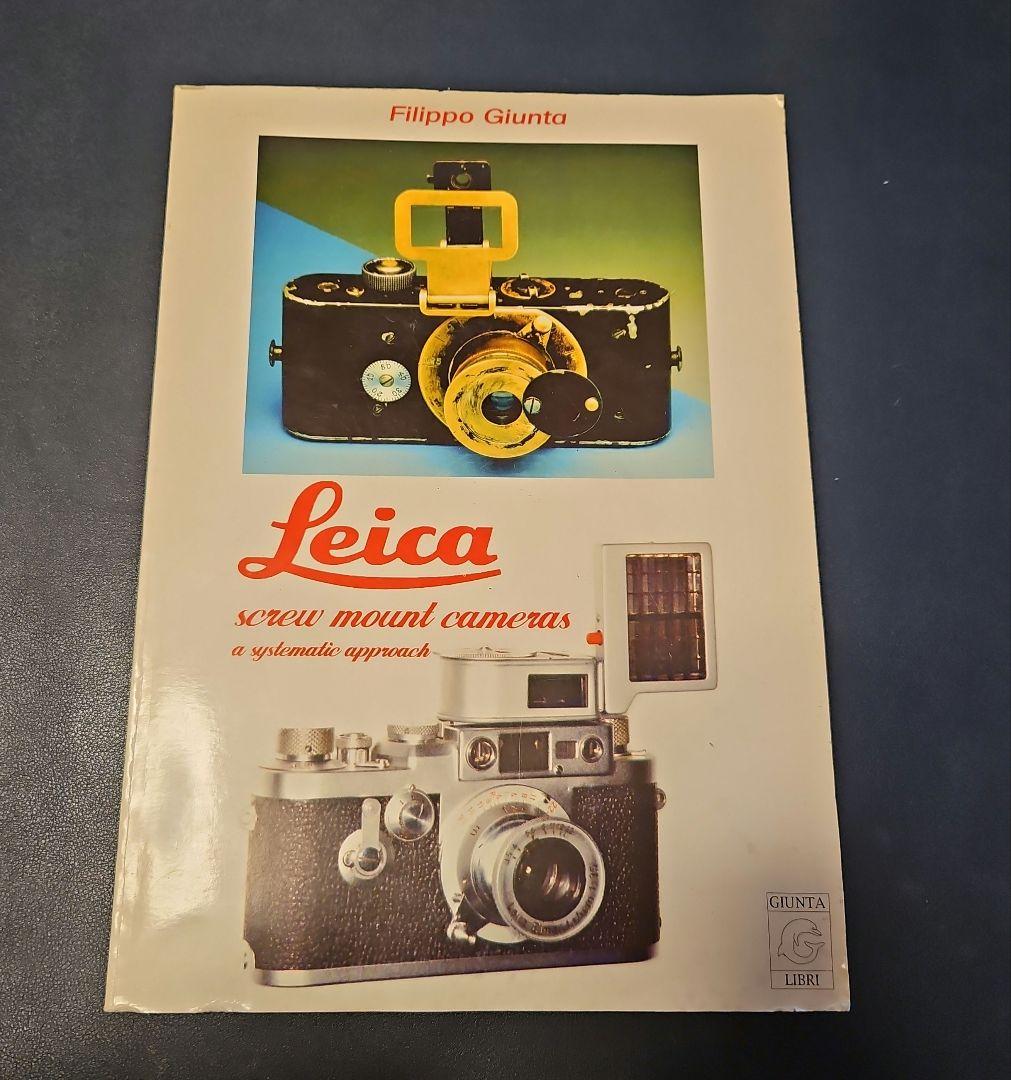 Filippo Giunta
Leica
screw mount cameras
a systematic approach
GIUNTA
LIBRI